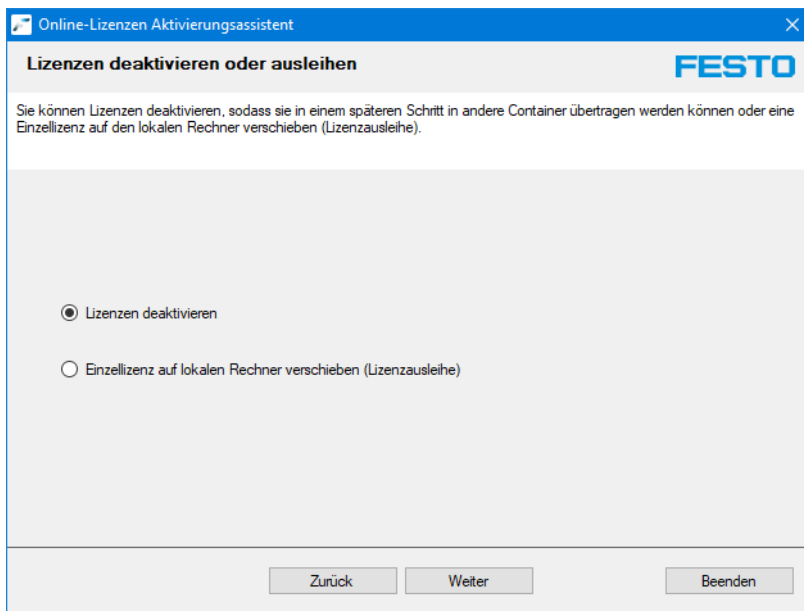 Online-Lizenzen Aktivierungsassistent
Lizenzen deaktivieren oder ausleihen
FESTO
Sie können Lizenzen deaktivieren, sodass sie in einem späteren Schritt in andere Container übertragen werden können oder eine
Einzellizenz auf den lokalen Rechner verschieben (Lizenzausleihe).
Lizenzen deaktivieren
Einzellizenz auf lokalen Rechner verschieben (Lizenzausleihe)
Zurück Weiter Beenden